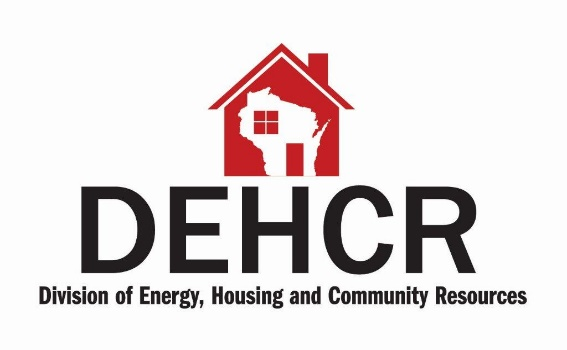 DEHCR
Division of Energy, Housing and Community Resources